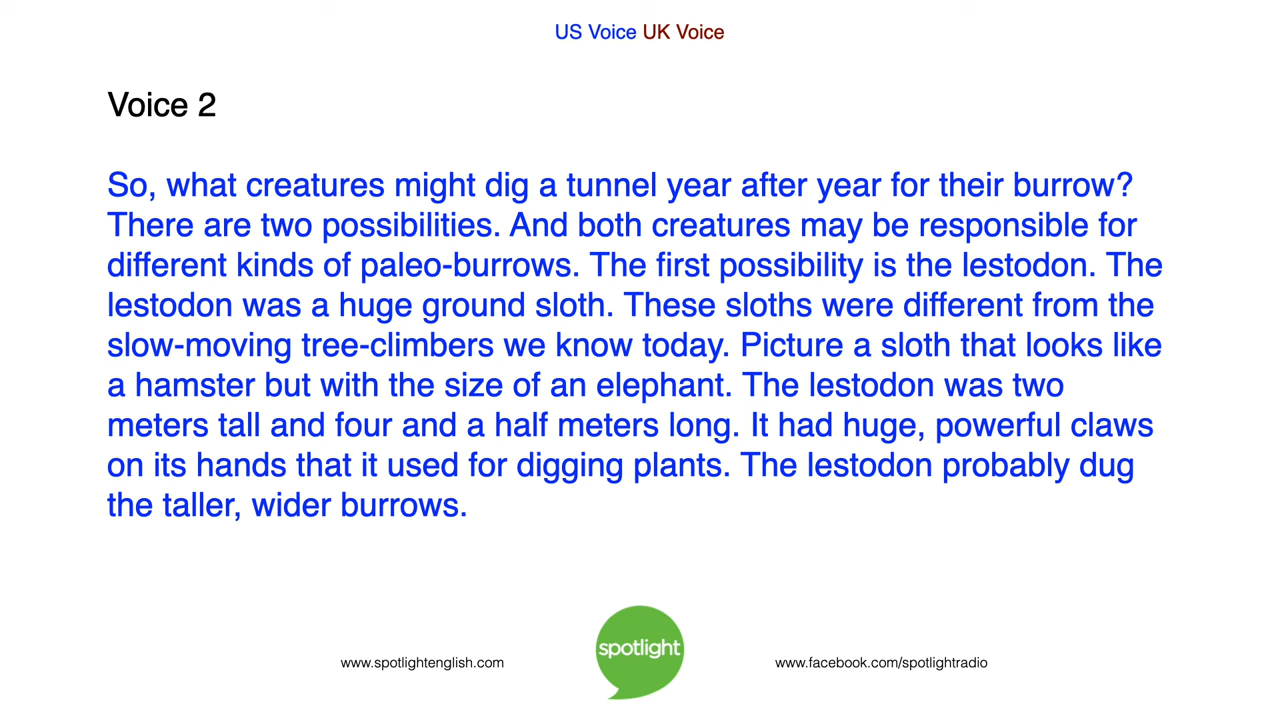 US Voice UK Voice
Voice 2
So, what creatures might dig a tunnel year after year for their burrow?
There are two possibilities. And both creatures may be responsible for
different kinds of paleo-burrows. The first possibility is the lestodon. The
lestodon was a huge ground sloth. These sloths were different from the
slow-moving tree-climbers we know today. Picture a sloth that looks like
a hamster but with the size of an elephant. The lestodon was two
meters tall and four and a half meters long. It had huge, powerful claws
on its hands that it used for digging plants. The lestodon probably dug
the taller, wider burrows.
www.spotlightenglish.com
spotlight
www.facebook.com/spotlightradio